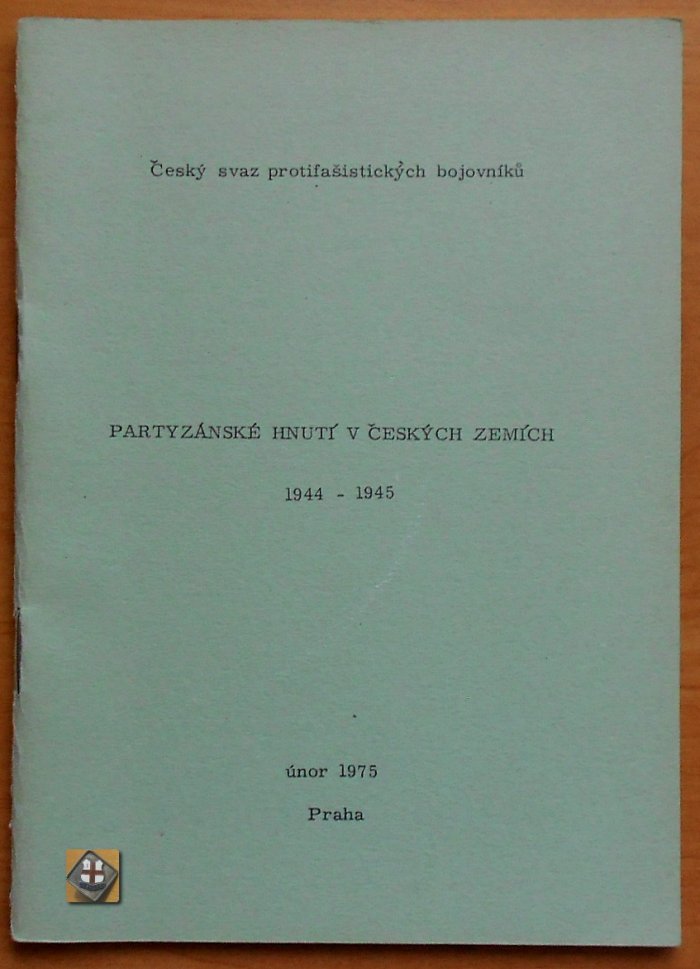 Český svaz protifašistických bojovníků
PARTYZÁNSKÉ HNUTÍ V ČESKÝCH ZEMÍCH
1944 - 1945
únor 1975
Praha